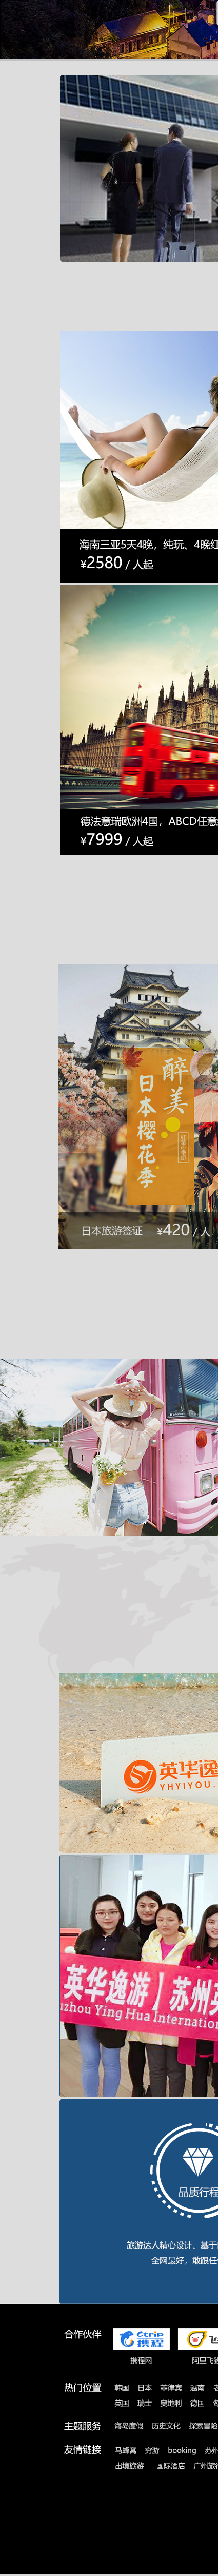 海南三亚5天4晚，纯玩、4晚
¥2580 / 人起
德法意瑞欧洲4国，ABCD任意
¥7999 / 人起
醉美
日本樱花季
日本旅游签证 ¥420 / 人
英华逸
YHYIYOU.
英华逸游丨苏州
uzhou Ying Hua Internationa
品质行程
旅游达人精心设计、基于
全网最好，敢跟任
合作伙伴
Ctrip
携程
携程网 阿里飞
热门位置 韩国 日本 菲律宾 越南
英国 瑞士 奥地利 德国
主题服务 海岛度假 历史文化 探索冒险
友情链接 马蜂窝 穷游 booking 苏州
出境旅游 国际酒店 广州旅